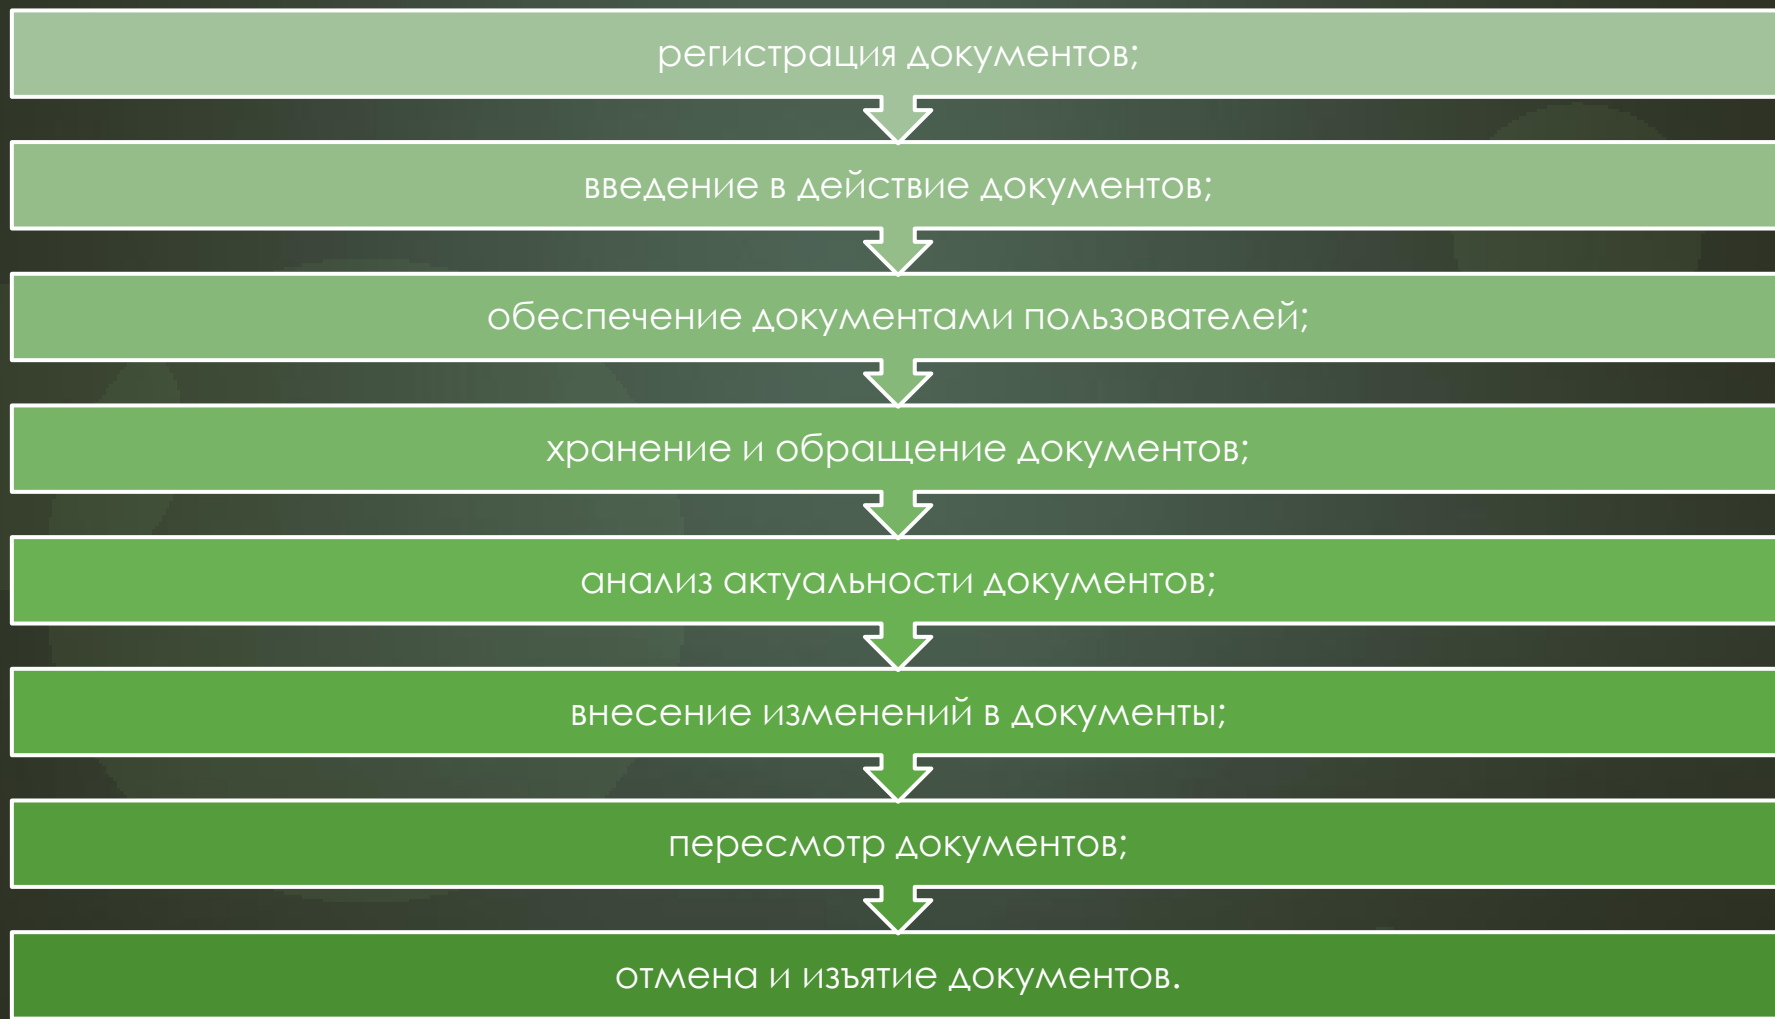 регистрация документов;
введение в действие документов;
обеспечение документами пользователей;
хранение и обращение документов;
анализ актуальности документов;
внесение изменений в документы;
пересмотр документов;
отмена и изъятие документов.